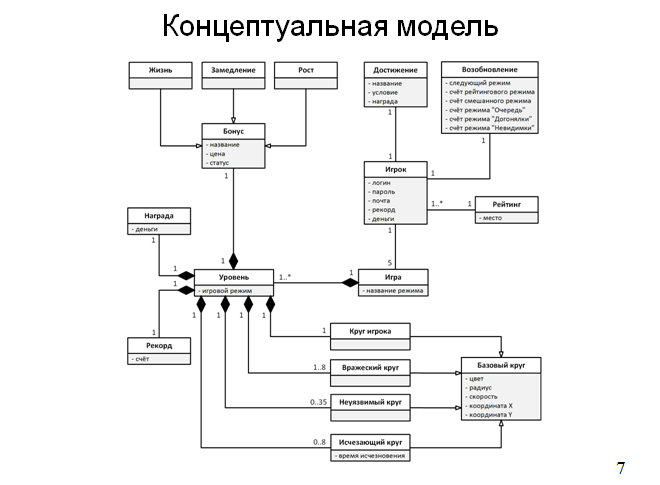 Концептуальная модель
Жизнь
Замедление
Рост
Достижение
- название
- условие
- награда
Возобновление
- следующий режим
- счёт рейтингового режима
- счёт смешанного режима
- счёт режима "Очередь"
- счёт режима "Догонялки"
- счёт режима "Невидимки"
Бонус
- название
- цена
- статус
1
1
1
5
1
Игрок
- логин
- пароль
- почта
- рекорд
- деньги
1..*
1
Рейтинг
- место
Награда
- деньги
1
1
1
1
5
Уровень
- игровой режим
1..*
1
Игра
- название режима
1
1
Рекорд
- счёт
1
1
1
1
1
Круг игрока
1..8
Вражеский круг
0..35
Неуязвимый круг
0..8
Исчезающий круг
- время исчезновения
Базовый круг
- цвет
- радиус
- скорость
- координата X
- координата Y
7